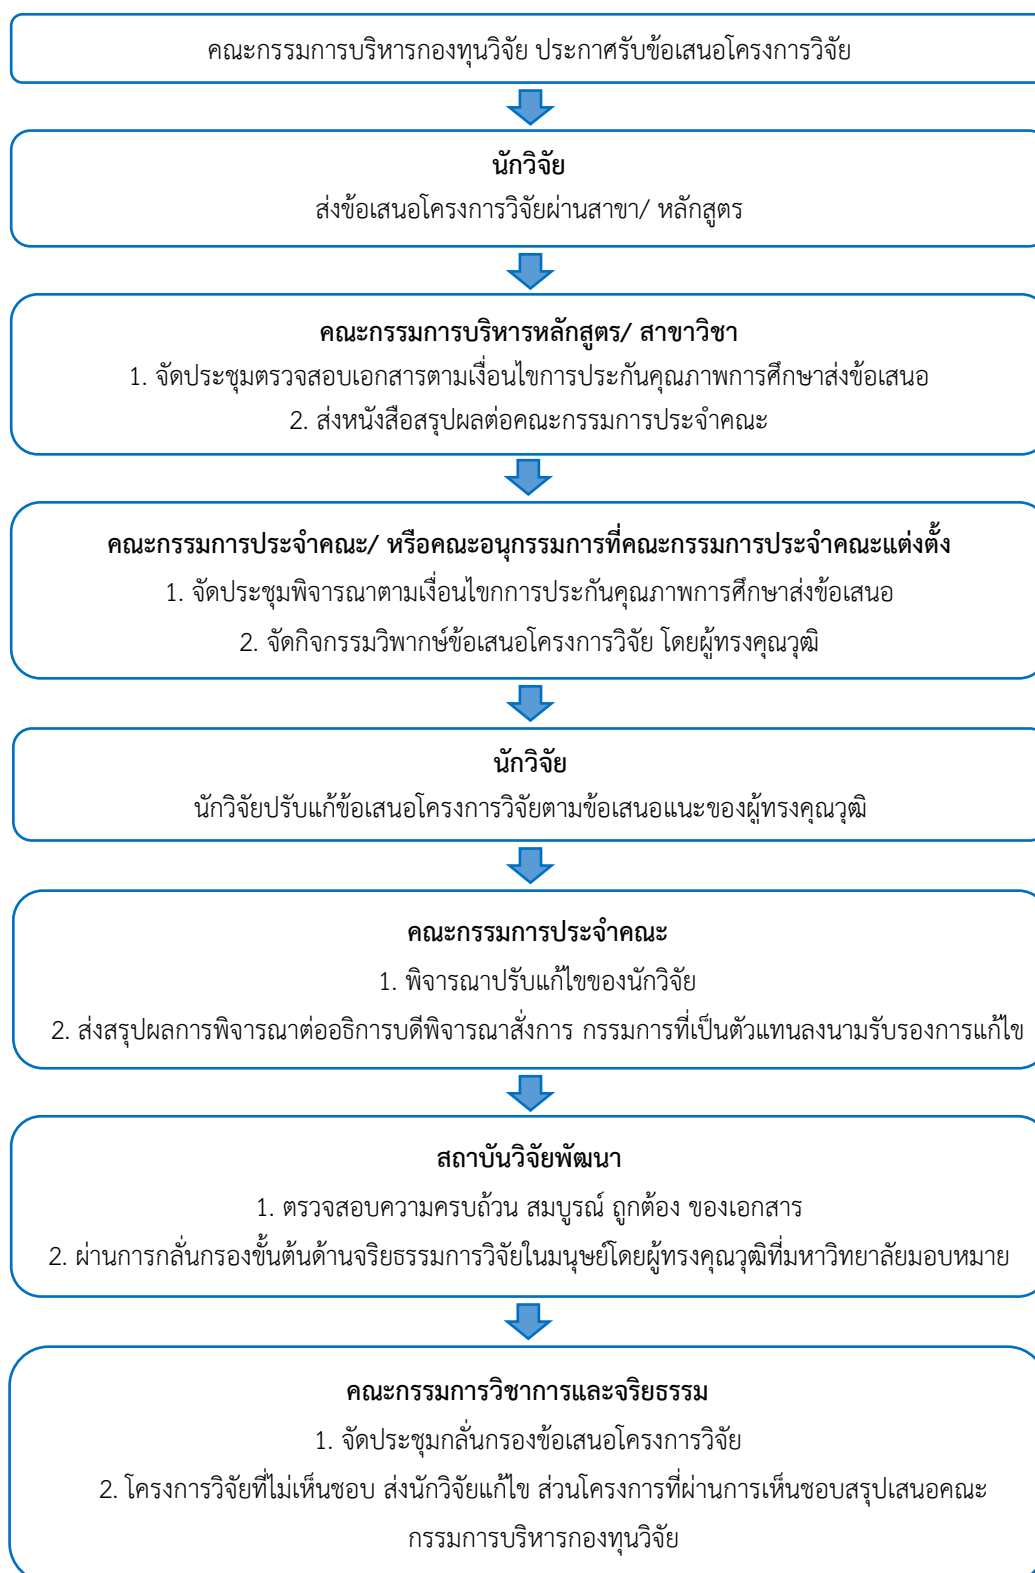 คณะกรรมการบริหารกองทุนวิจัย ประกาศรับข้อเสนอโครงการวิจัย
นักวิจัย
ส่งข้อเสนอโครงการวิจัยผ่านสาขา/ หลักสูตร
คณะกรรมการบริหารหลักสูตร/ สาขาวิชา
1. จัดประชุมตรวจสอบเอกสารตามเงื่อนไขการประกันคุณภาพการศึกษาส่งข้อเสนอ
2. ส่งหนังสือสรุปผลต่อคณะกรรมการประจำคณะ
คณะกรรมการประจำคณะ/ หรือคณะอนุกรรมการที่คณะกรรมการประจำคณะแต่งตั้ง
1. จัดประชุมพิจารณาตามเงื่อนไขกการประกันคุณภาพการศึกษาส่งข้อเสนอ
2. จัดกิจกรรมวิพากษ์ข้อเสนอโครงการวิจัย โดยผู้ทรงคุณวุฒิ
นักวิจัย
นักวิจัยปรับแก้ข้อเสนอโครงการวิจัยตามข้อเสนอแนะของผู้ทรงคุณวุฒิ
คณะกรรมการประจำคณะ
1. พิจารณาปรับแก้ไขของนักวิจัย
2. ส่งสรุปผลการพิจารณาต่ออธิการบดีพิจารณาสั่งการ กรรมการที่เป็นตัวแทนลงนามรับรองการแก้ไข
สถาบันวิจัยพัฒนา
1. ตรวจสอบความครบถ้วน สมบูรณ์ ถูกต้อง ของเอกสาร
2. ผ่านการกลั่นกรองขั้นต้นด้านจริยธรรมการวิจัยในมนุษย์โดยผู้ทรงคุณวุฒิที่มหาวิทยาลัยมอบหมาย
คณะกรรมการวิชาการและจริยธรรม
1. จัดประชุมกลั่นกรองข้อเสนอโครงการวิจัย
2. โครงการวิจัยที่ไม่เห็นชอบ ส่งนักวิจัยแก้ไข ส่วนโครงการที่ผ่านการเห็นชอบสรุปเสนอคณะ
กรรมการบริหารกองทุนวิจัย